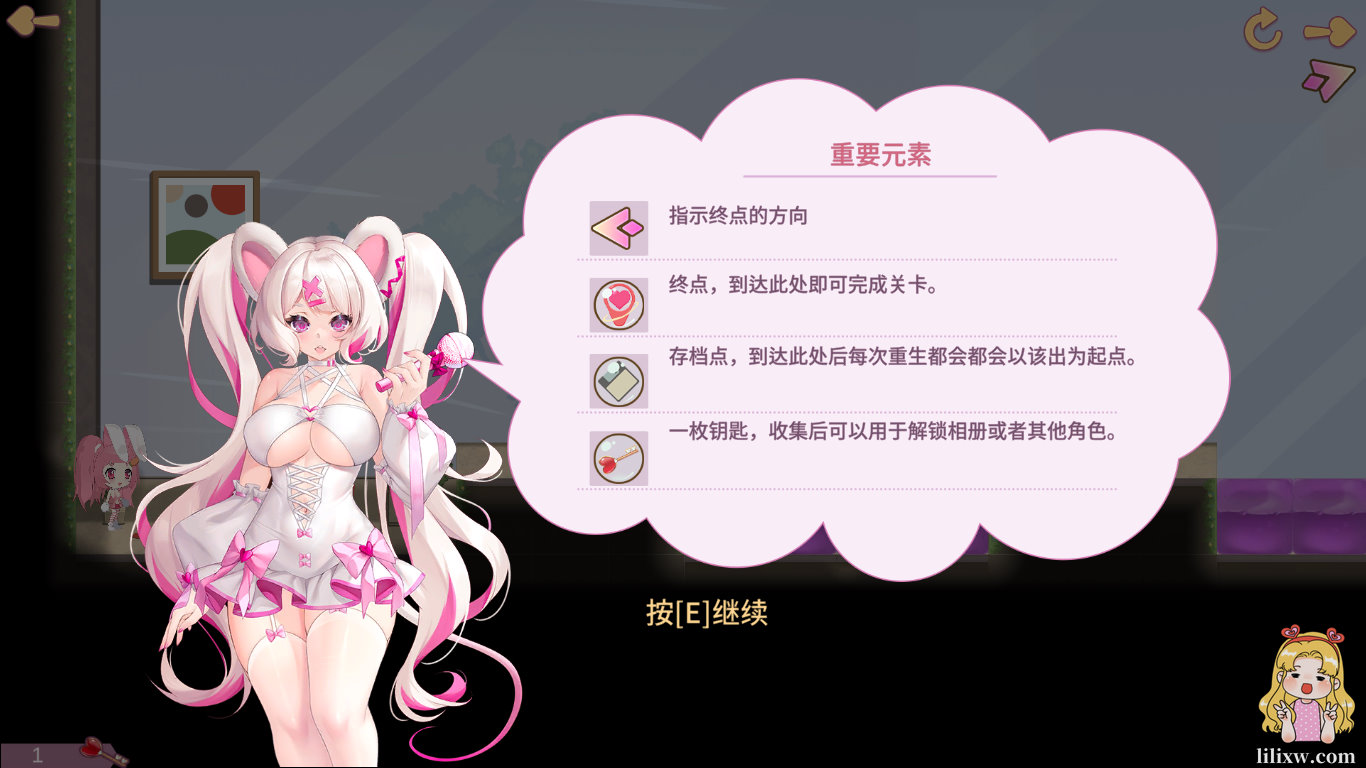 重要元素
指示终点的方向
终点，到达此处即可完成关卡。
存档点，到达此处后每次重生都会都会以该出为起点。
一枚钥匙，收集后可以用于解锁相册或者其他角色。
按[E]继续
1
lilixw.com